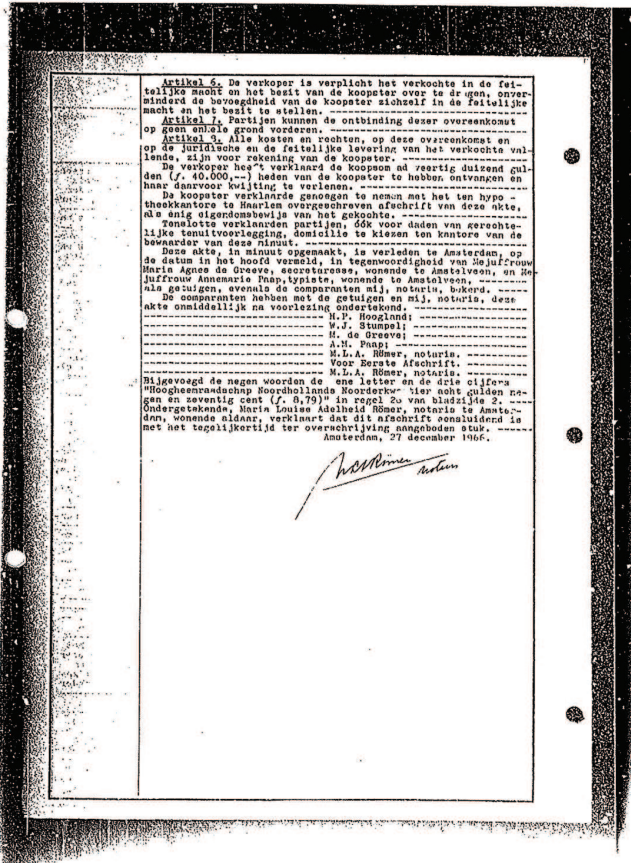 Artikel 6. De verkoper is verplicht het verkochte in de fei-
telijke macht en het bezit van de koopster over te dragen, onver-
minderd de bevoegdheid van de koopster zichzelf in de feitelijke
macht en het bezit te stellen. --------------------
Artikel 7. Partijen kunnen de ontbinding dezer overeenkomst
op geen enkele grond vorderen. --------------------
Alle kosten en rechten, op deze overeenkomst en
op de juridische en de feitelijke levering van het verkochte val-
lende, zijn voor rekening van de koopster. ----------------
De verkoper heeft verklaard de koopsom ad veertig duizend gul-
den (f. 40.000,--) heden van de koopster te hebben ontvangen en
haar daarvoor kwijting te verlenen. --------------------
De koopster verklaarde genoegen te nemen met het ten hypo-
theekkantore te Haarlem overgeschreven afschrift van deze akte,
als enig eigendomsbewijs van het gekochte. ----------------
Tenslotte verklaarden partijen, óók voor daden van gerechte-
lijke tenuitvoerlegging, domicilie te kiezen ten kantore van de
bewaarder van deze minuut. --------------------
Deze akte, in minuut opgemaakt, is verleden te Amsterdam, op
de datum in het hoofd vermeld, in tegenwoordigheid van Mejuffrouw
Maria Agnes de Greeve, secretaresse, wonende te Amstelveen, en Me-
juffrouw Annemarie Paap, typiste, wonende te Amstelveen, --------
als getuigen, evenals de comparanten mij, notaris, bekend. ------
De comparanten hebben met de getuigen en mij, notaris, deze
akte onmiddellijk na voorlezing ondertekend. ----------------
-------------------- H.P. Hoogland; ------------
-------------------- W.J. Stumpel; ------------
-------------------- M. de Greeve; ------------
-------------------- A.M. Paap; ------------
-------------------- M.L.A. Römer, notaris. --------
-------------------- Voor Eerste Afschrift. --------
-------------------- M.L.A. Römer, notaris. --------
Bijgevoegd de negen woorden de ene letter en de drie cijfers
"Hoogheemraadschap Noordhollands Noorderkw tier acht gulden ne-
gen en zeventig cent (f. 8,79)" in regel 20 van bladzijde 2. ----
Ondergetekende, Maria Louise Adelheid Römer, notaris te Amster-
dam, wonende aldaar, verklaart dat dit afschrift eensluidend is
met het tegelijkertijd ter overschrijving aangeboden stuk. ------
Amsterdam, 27 december 1966.
MLA Römer notaris